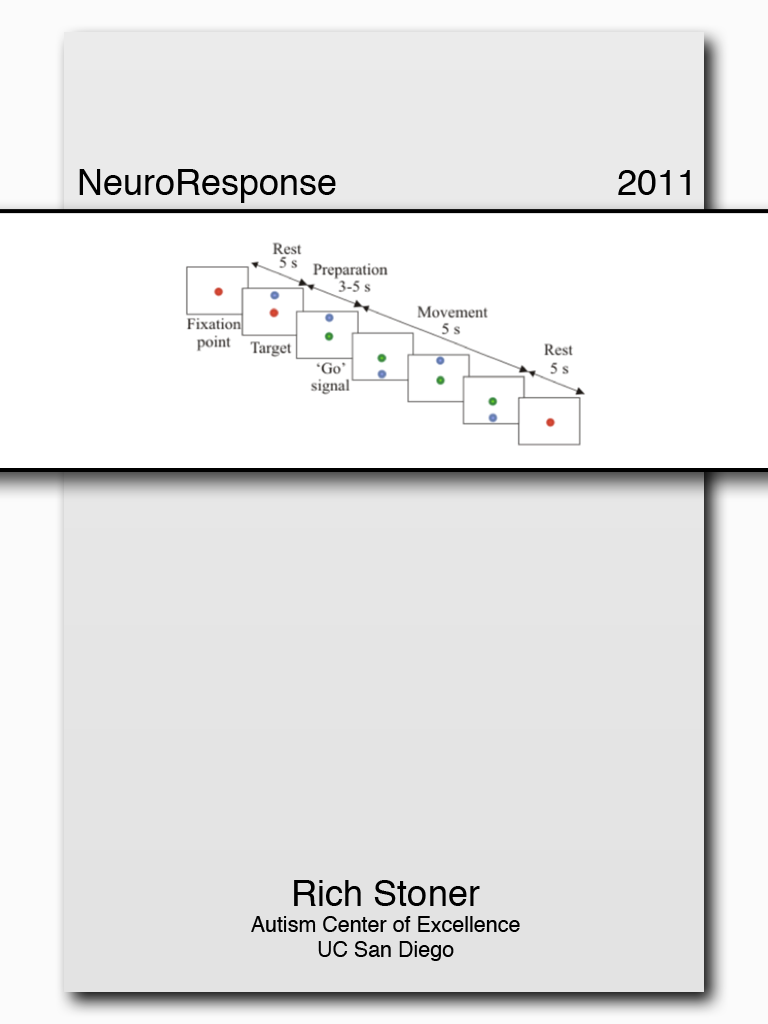 NeuroResponse 2011
Rest
5 s
Preparation
3-5 s
Movement
5 s
Rest
5 s
Fixation
point
Target
‘Go’
signal
Rich Stoner
Autism Center of Excellence
UC San Diego